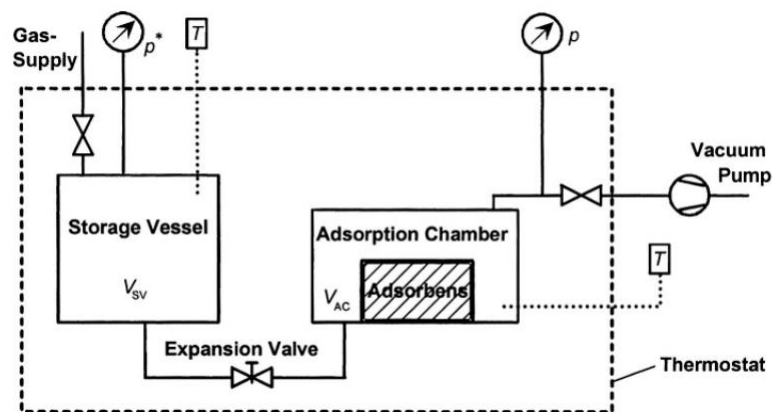 Gas-
Supply
p*
T
p
Vacuum
Pump
Storage Vessel
Adsorption Chamber
T
V_SV
V_AC
Adsorbens
Expansion Valve
Thermostat